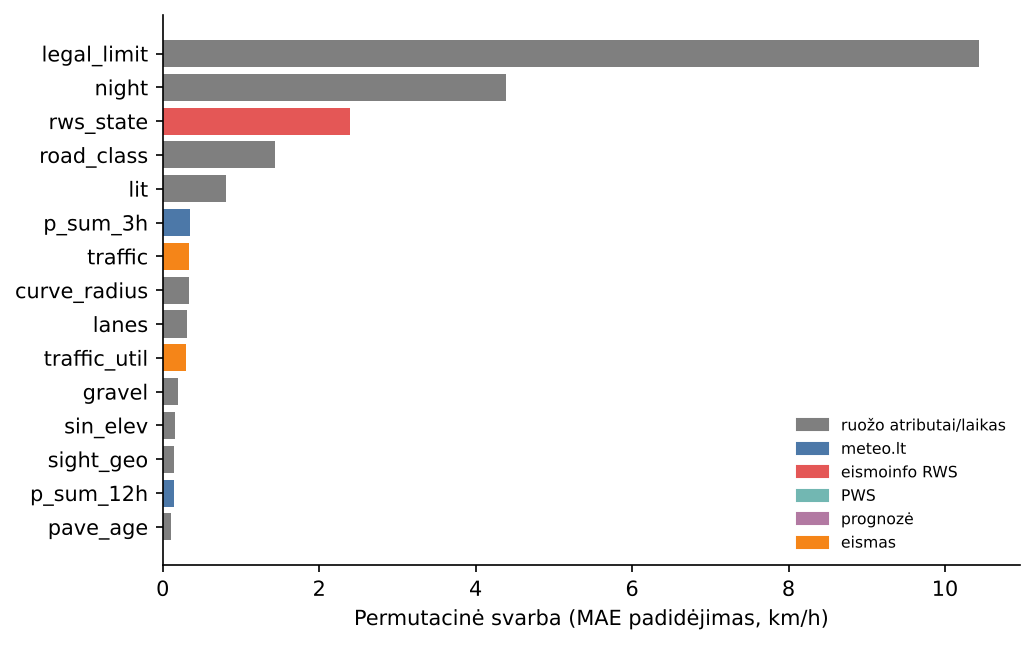 legal_limit
night
rws_state
road_class
lit
p_sum_3h
traffic
curve_radius
lanes
traffic_util
gravel
sin_elev
sight_geo
p_sum_12h
pave_age
ruožo atributai/laikas
meteo.lt
eismoinfo RWS
PWS
prognozė
eismas
0 2 4 6 8 10
Permutacinė svarba (MAE padidėjimas, km/h)